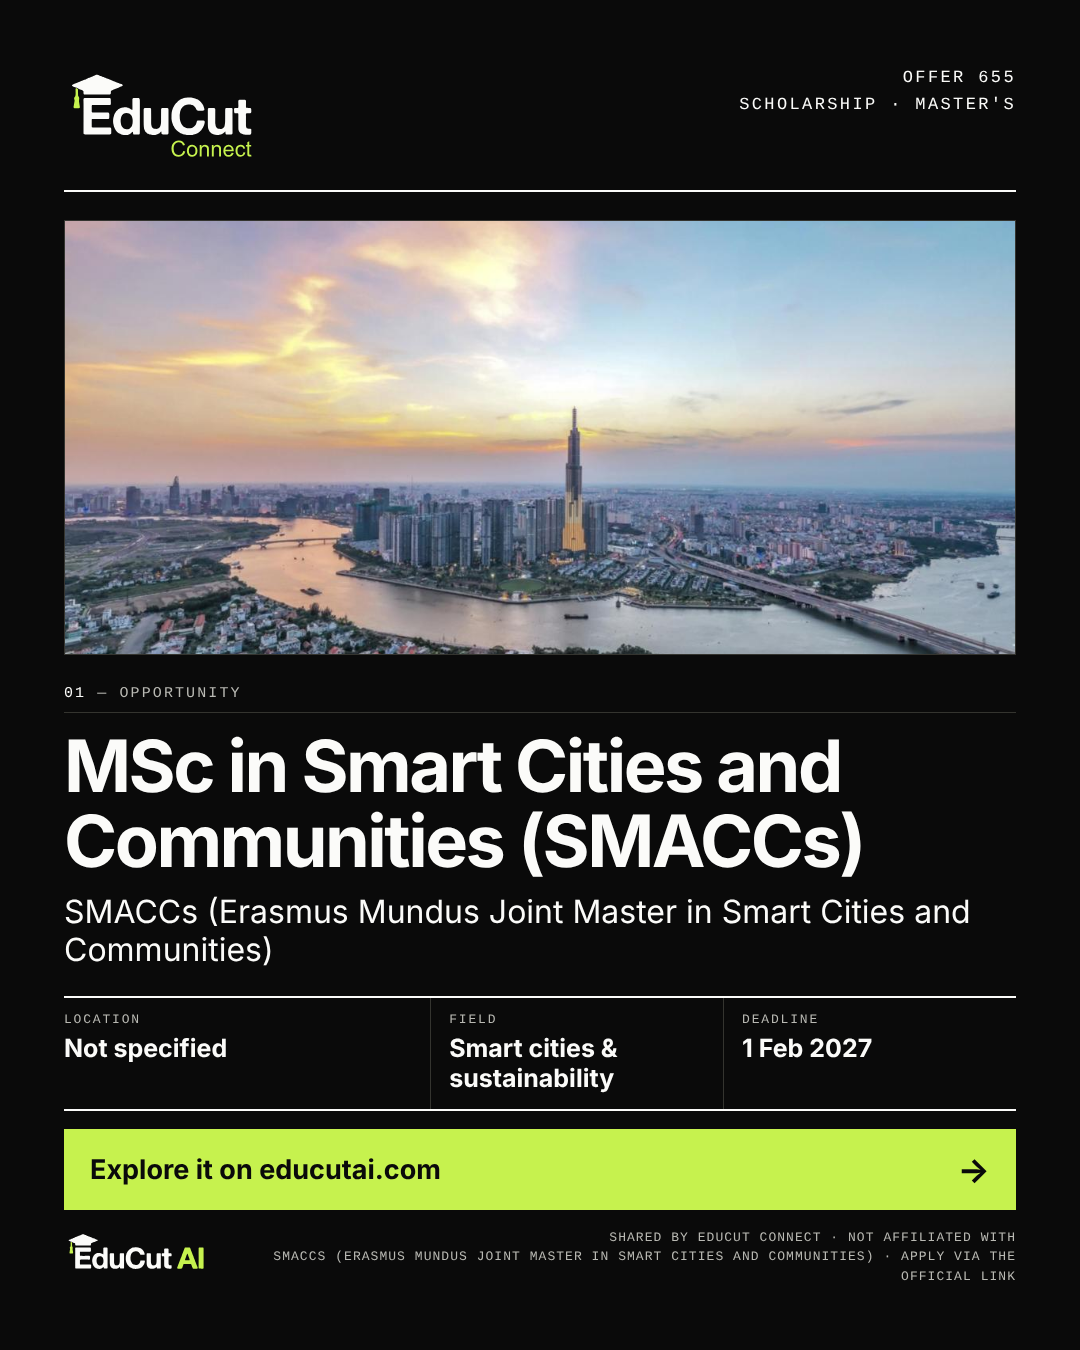 EduCut
Connect
OFFER 655
SCHOLARSHIP · MASTER'S
01 — OPPORTUNITY
MSc in Smart Cities and
Communities (SMACCs)
SMACCs (Erasmus Mundus Joint Master in Smart Cities and
Communities)
LOCATION
Not specified
FIELD
Smart cities &
sustainability
DEADLINE
1 Feb 2027
Explore it on educutai.com →
EduCut AI
SHARED BY EDUCUT CONNECT · NOT AFFILIATED WITH
SMACCS (ERASMUS MUNDUS JOINT MASTER IN SMART CITIES AND COMMUNITIES) · APPLY VIA THE
OFFICIAL LINK